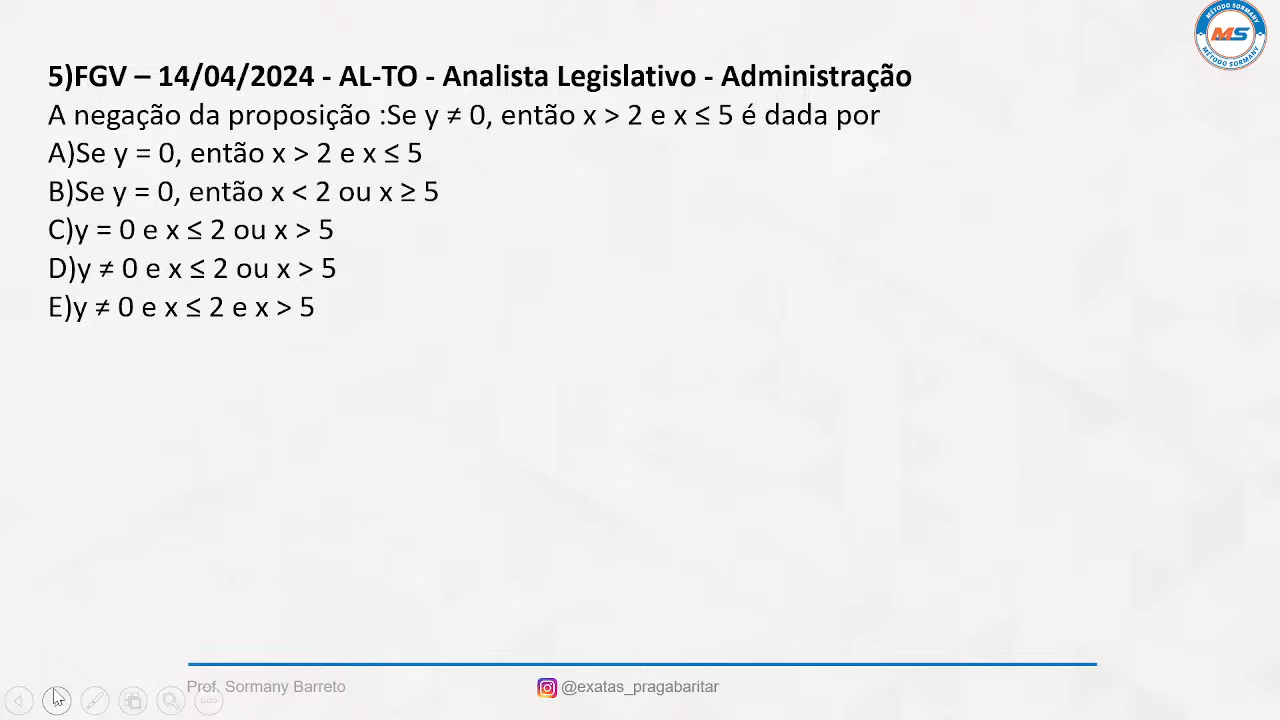 MÉTODO SORMANY
MS
MÉTODO SORMANY
5)FGV – 14/04/2024 - AL-TO - Analista Legislativo - Administração
A negação da proposição :Se y ≠ 0, então x > 2 e x ≤ 5 é dada por
A)Se y = 0, então x > 2 e x ≤ 5
B)Se y = 0, então x < 2 ou x ≥ 5
C)y = 0 e x ≤ 2 ou x > 5
D)y ≠ 0 e x ≤ 2 ou x > 5
E)y ≠ 0 e x ≤ 2 e x > 5
Prof. Sormany Barreto
@exatas_pragabaritar